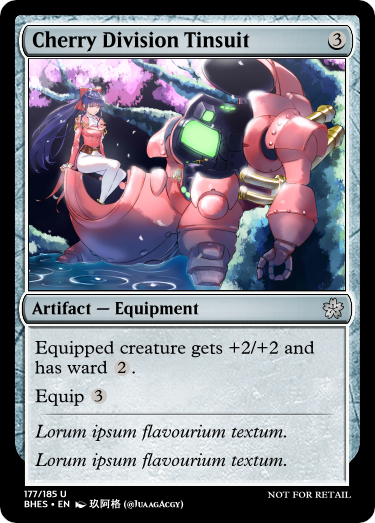 Cherry Division Tinsuit 3
Artifact — Equipment
Equipped creature gets +2/+2 and
has ward 2.
Equip 3
Lorum ipsum flavourium textum.
Lorum ipsum flavourium textum.
177/185 U
BHES • EN 玖阿格 (@IuaagAcgy)
NOT FOR RETAIL